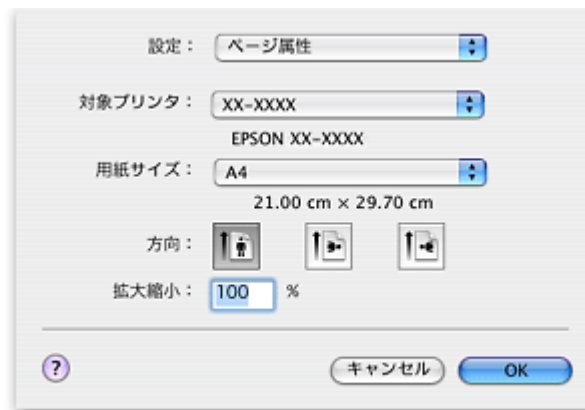 設定： ページ属性
対象プリンタ： XX-XXXX
EPSON XX-XXXX
用紙サイズ： A4
21.00 cm × 29.70 cm
方向：
拡大縮小： 100 %
? キャンセル OK